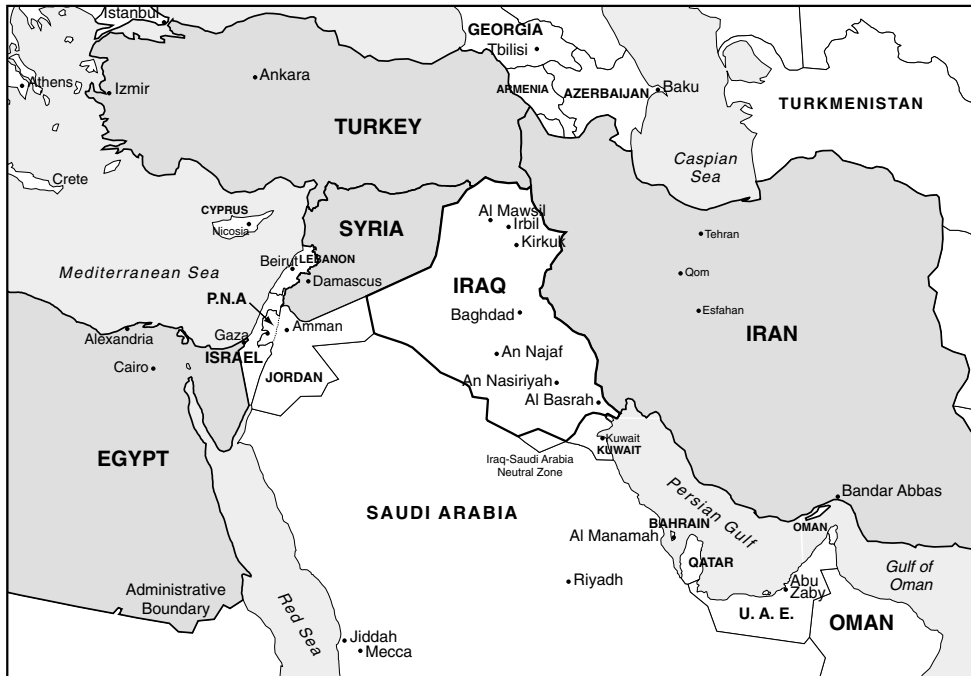 Istanbul
GEORGIA
Tbilisi
Athens
Izmir
Ankara
ARMENIA
AZERBAIJAN
Baku
TURKMENISTAN
TURKEY
Caspian
Sea
Crete
CYPRUS
Nicosia
SYRIA
Al Mawsil
Irbil
Kirkuk
Tehran
Beirut
LEBANON
Mediterranean Sea
Damascus
Qom
IRAQ
P.N.A
Baghdad
Esfahan
IRAN
Alexandria
Gaza
Amman
ISRAEL
Cairo
JORDAN
An Najaf
An Nasiriyah
Al Basrah
Kuwait
KUWAIT
EGYPT
Iraq-Saudi Arabia
Neutral Zone
Persian Gulf
Bandar Abbas
SAUDI ARABIA
BAHRAIN
OMAN
Al Manamah
QATAR
Gulf of
Oman
Riyadh
Abu
Zaby
Administrative
Boundary
Red Sea
U. A. E.
OMAN
Jiddah
Mecca